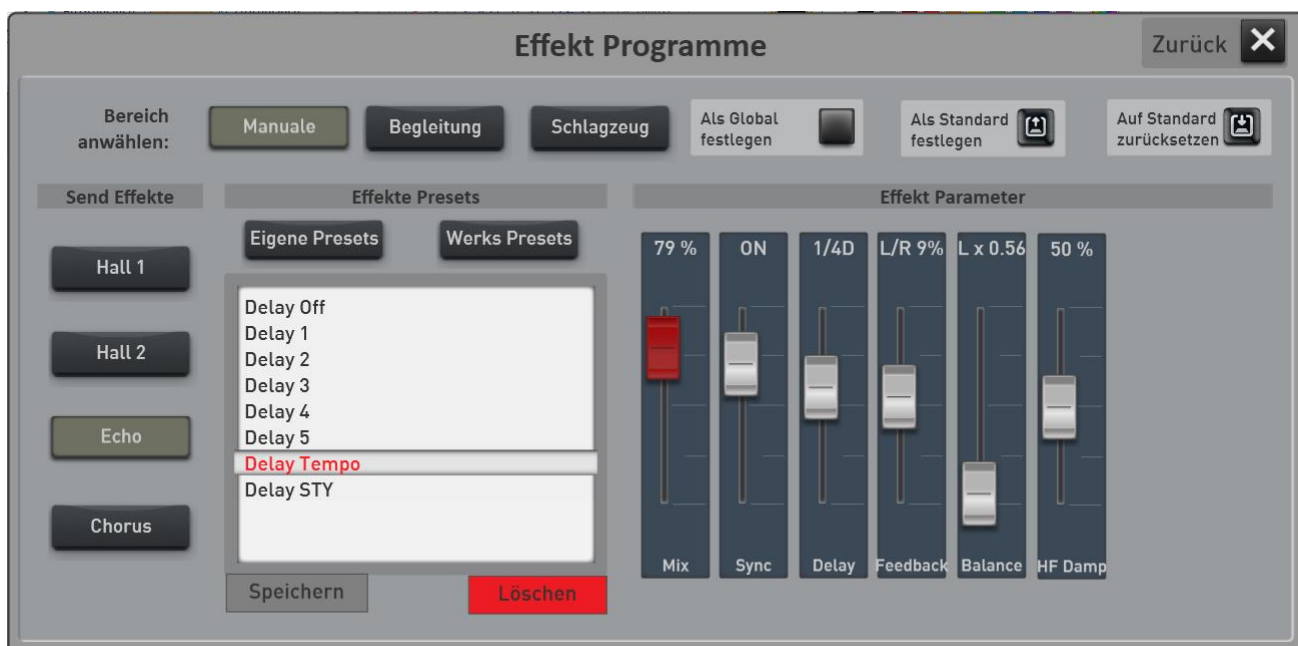 Effekt Programme
Zurück
Bereich
anwählen:
Manuale
Begleitung
Schlagzeug
Als Global
festlegen
Als Standard
festlegen
Auf Standard
zurücksetzen
Send Effekte
Effekte Presets
Effekt Parameter
Hall 1
Hall 2
Echo
Chorus
Eigene Presets
Werks Presets
Delay Off
Delay 1
Delay 2
Delay 3
Delay 4
Delay 5
Delay Tempo
Delay STY
Speichern
Löschen
79 %
ON
1/4D
L/R 9%
L x 0.56
50 %
Mix
Sync
Delay
Feedback
Balance
HF Damp